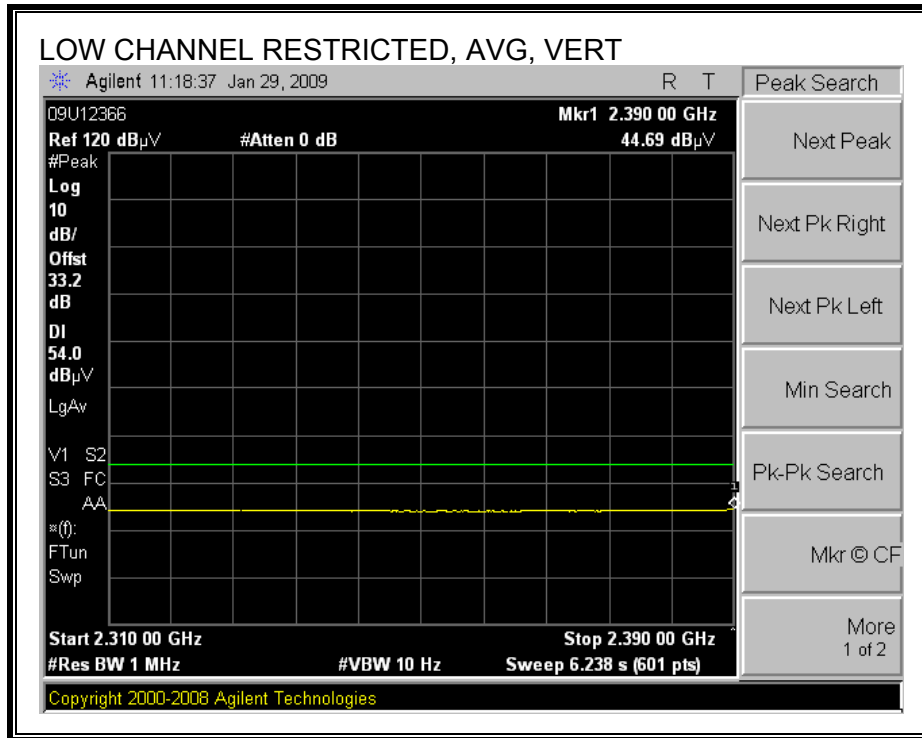 LOW CHANNEL RESTRICTED, AVG, VERT
Agilent 11:18:37 Jan 29, 2009 R T
Peak Search
09U12366 Mkr1 2.390 00 GHz
Ref 120 dBµV #Atten 0 dB 44.69 dBµV
#Peak
Log
10
dB/
Offst
33.2
dB
DI
54.0
dBµV
LgAv
V1 S2
S3 FC
AA
¤(f):
FTun
Swp
1
Start 2.310 00 GHz Stop 2.390 00 GHz
#Res BW 1 MHz #VBW 10 Hz Sweep 6.238 s (601 pts)
Copyright 2000-2008 Agilent Technologies
Next Peak
Next Pk Right
Next Pk Left
Min Search
Pk-Pk Search
Mkr © CF
More
1 of 2